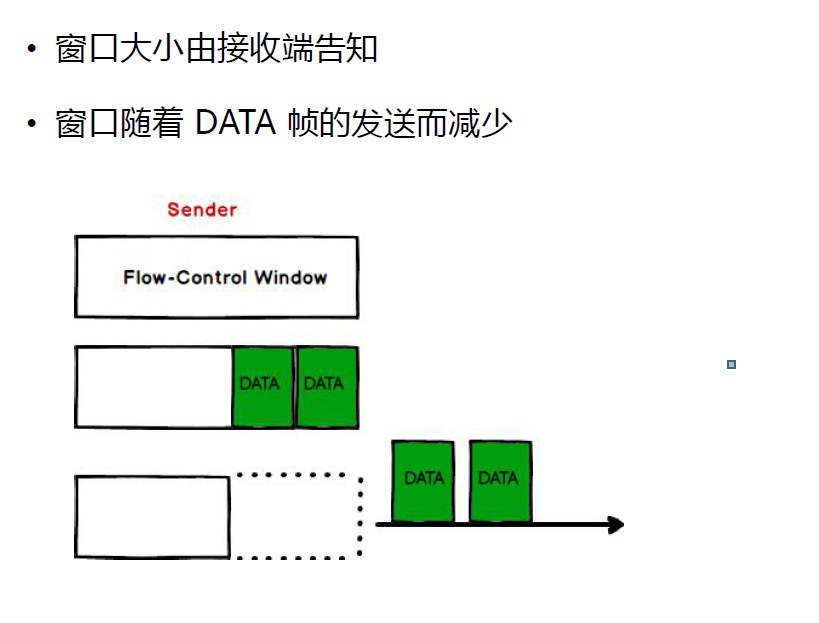 • 窗口大小由接收端告知
• 窗口随着 DATA 帧的发送而减少
Sender
Flow-Control Window
DATA DATA
DATA DATA